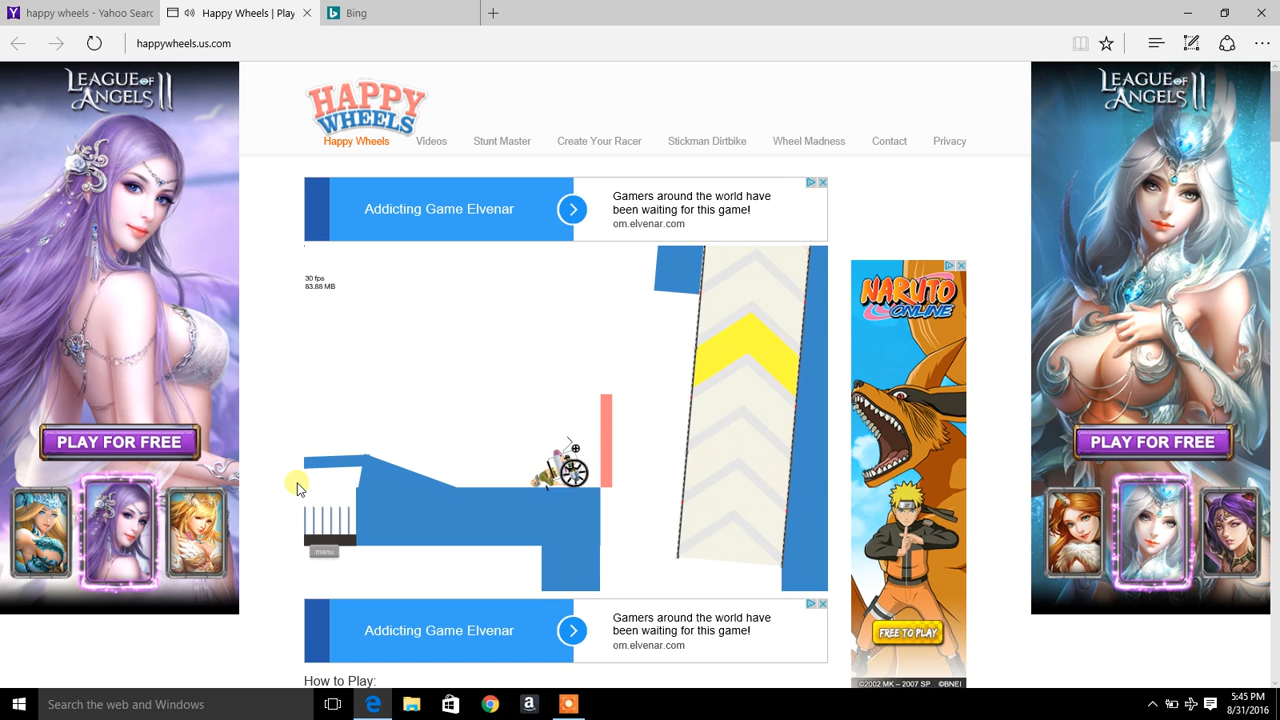 happy wheels - Yahoo Searc
Happy Wheels | Play
Bing
happywheels.us.com
LEAGUE OF ANGELS II
PLAY FOR FREE
HAPPY WHEELS
Happy Wheels
Videos
Stunt Master
Create Your Racer
Stickman Dirtbike
Wheel Madness
Contact
Privacy
Addicting Game Elvenar
Gamers around the world have
been waiting for this game!
om.elvenar.com
30 fps
83.88 MB
menu
Addicting Game Elvenar
Gamers around the world have
been waiting for this game!
om.elvenar.com
How to Play:
NARUTO
ONLINE
FREE TO PLAY
©2002 MK – 2007 SP ©BNEI
LEAGUE OF ANGELS II
PLAY FOR FREE
Search the web and Windows
5:45 PM
8/31/2016